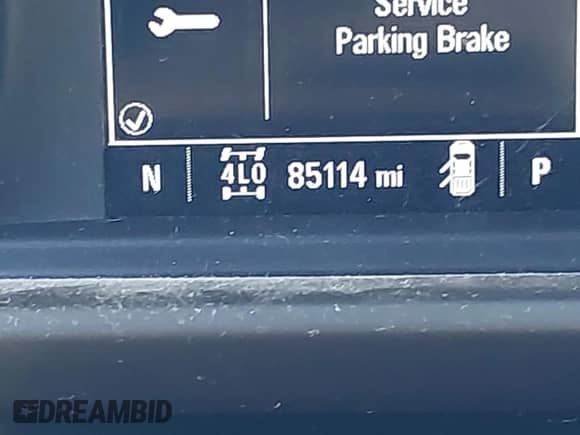 Service
Parking Brake
N 4LO 85114 mi P
DREAMBID